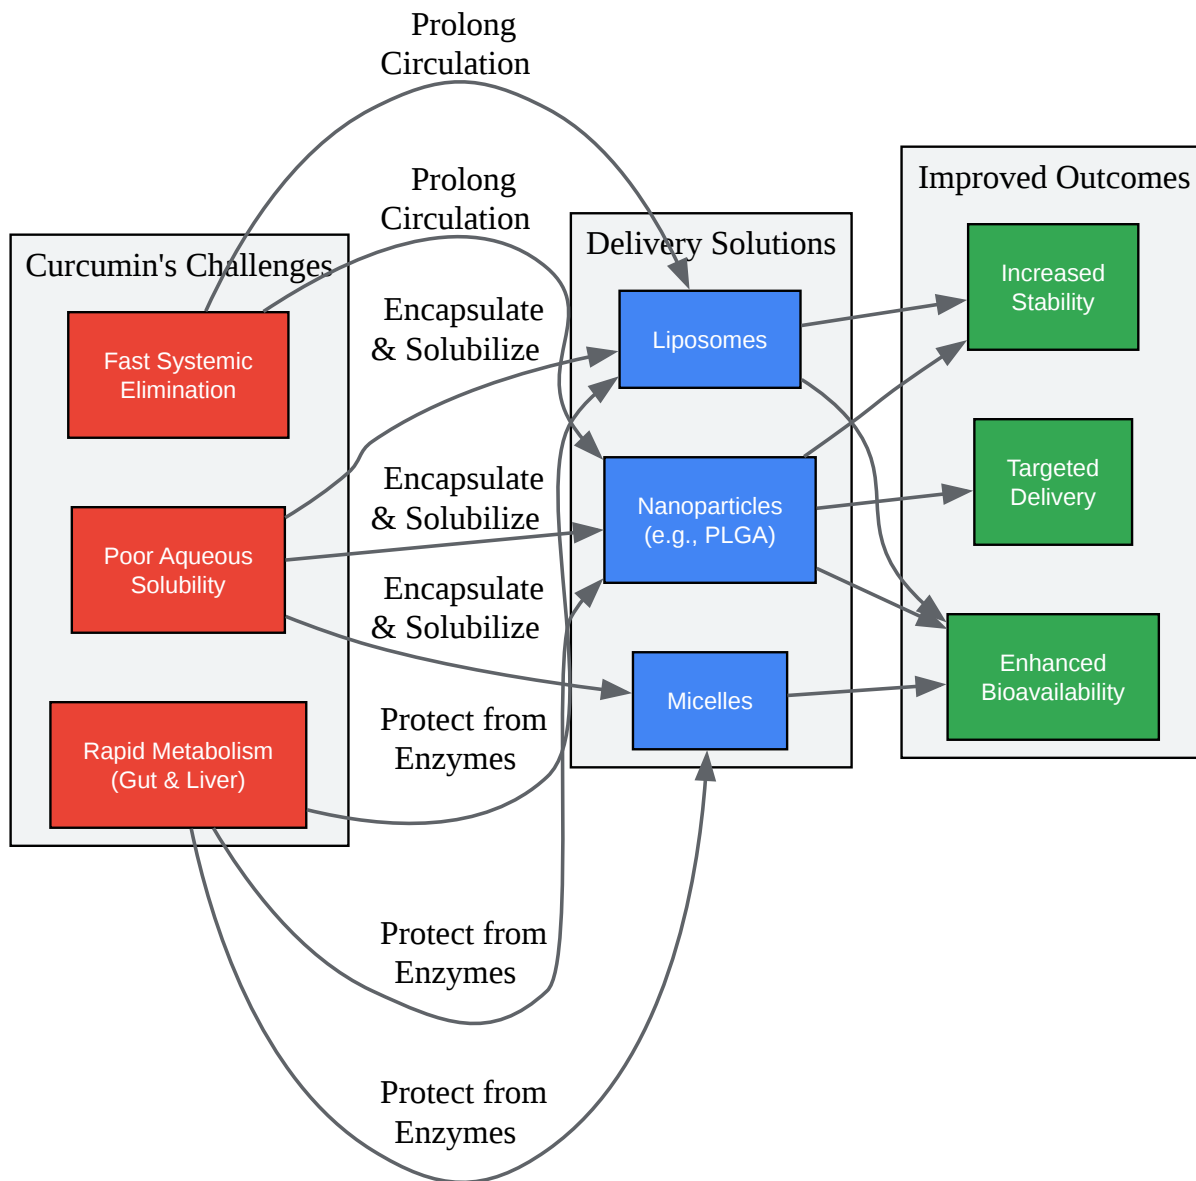 Prolong
Circulation
Prolong
Circulation
Encapsulate
& Solubilize
Encapsulate
& Solubilize
Encapsulate
& Solubilize
Protect from
Enzymes
Protect from
Enzymes
Protect from
Enzymes
Curcumin's Challenges
Fast Systemic
Elimination
Poor Aqueous
Solubility
Rapid Metabolism
(Gut & Liver)
Delivery Solutions
Liposomes
Nanoparticles
(e.g., PLGA)
Micelles
Improved Outcomes
Increased
Stability
Targeted
Delivery
Enhanced
Bioavailability